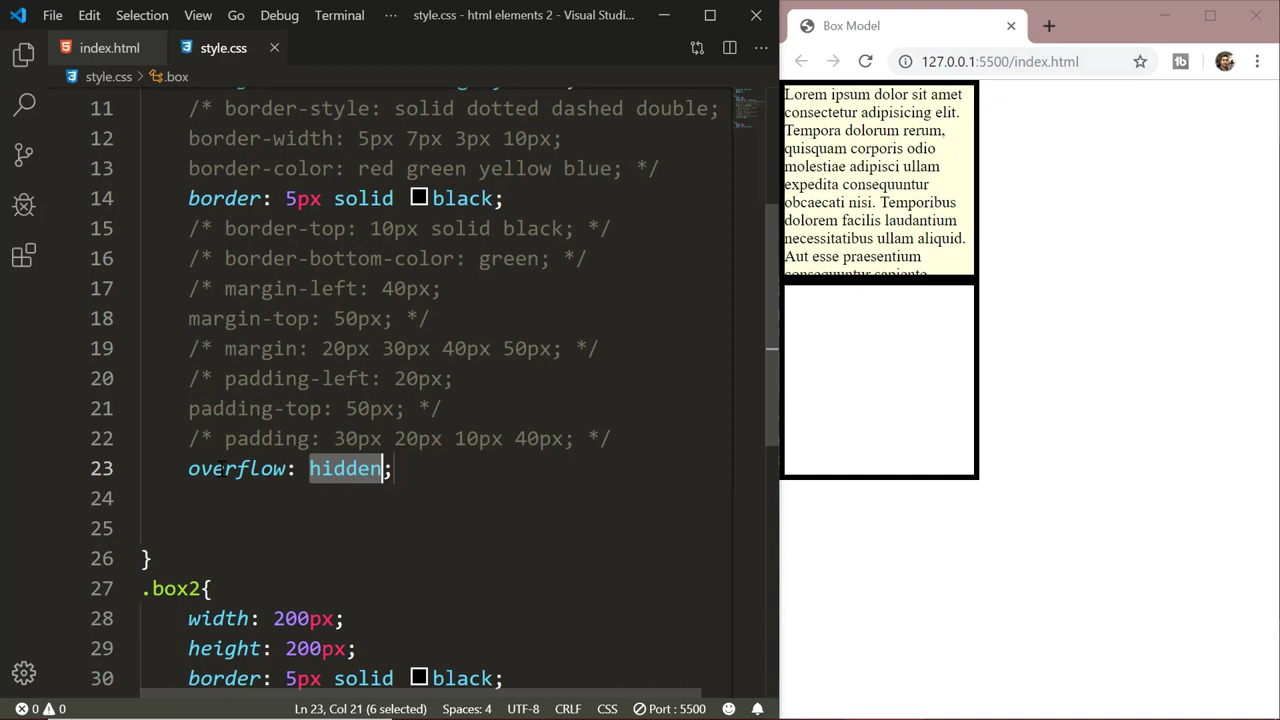 File Edit Selection View Go Debug Terminal ··· style.css - html elements 2 - Visual Studio...
index.html style.css
style.css > .box
11 /* border-style: solid dotted dashed double;
12 border-width: 5px 7px 3px 10px;
13 border-color: red green yellow blue; */
14 border: 5px solid black;
15 /* border-top: 10px solid black; */
16 /* border-bottom-color: green; */
17 /* margin-left: 40px;
18 margin-top: 50px; */
19 /* margin: 20px 30px 40px 50px; */
20 /* padding-left: 20px;
21 padding-top: 50px; */
22 /* padding: 30px 20px 10px 40px; */
23 overflow: hidden;
24
25
26 }
27 .box2{
28 width: 200px;
29 height: 200px;
30 border: 5px solid black;
0 0 Ln 23, Col 21 (6 selected) Spaces: 4 UTF-8 CRLF CSS Port : 5500
Box Model
127.0.0.1:5500/index.html
Lorem ipsum dolor sit amet
consectetur adipisicing elit.
Tempora dolorum rerum,
quisquam corporis odio
molestiae adipisci ullam
expedita consequuntur
obcaecati nisi. Temporibus
dolorem facilis laudantium
necessitatibus ullam aliquid.
Aut esse praesentium
consequuntur sapiente